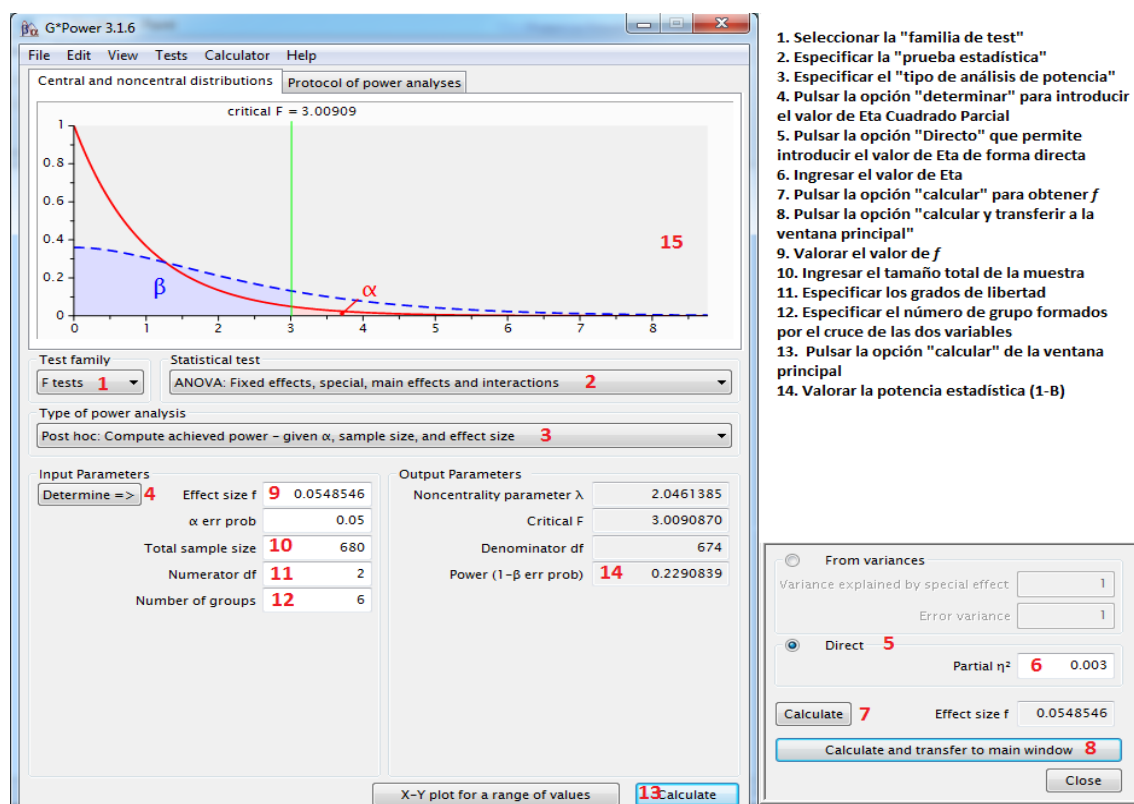 G*Power 3.1.6
File Edit View Tests Calculator Help
Central and noncentral distributions
Protocol of power analyses
critical F = 3.00909
1
0.8
0.6
0.4
0.2
0
0 1 2 3 4 5 6 7 8
β
α
15
Test family
Statistical test
F tests 1
ANOVA: Fixed effects, special, main effects and interactions 2
Type of power analysis
Post hoc: Compute achieved power – given α, sample size, and effect size 3
Input Parameters
Determine => 4 Effect size f 9 0.0548546
α err prob 0.05
Total sample size 10 680
Numerator df 11 2
Number of groups 12 6
Output Parameters
Noncentrality parameter λ 2.0461385
Critical F 3.0090870
Denominator df 674
Power (1-β err prob) 14 0.2290839
X-Y plot for a range of values
13 Calculate
1. Seleccionar la "familia de test"
2. Especificar la "prueba estadística"
3. Especificar el "tipo de análisis de potencia"
4. Pulsar la opción "determinar" para introducir
el valor de Eta Cuadrado Parcial
5. Pulsar la opción "Directo" que permite
introducir el valor de Eta de forma directa
6. Ingresar el valor de Eta
7. Pulsar la opción "calcular" para obtener f
8. Pulsar la opción "calcular y transferir a la
ventana principal"
9. Valorar el valor de f
10. Ingresar el tamaño total de la muestra
11. Especificar los grados de libertad
12. Especificar el número de grupo formados
por el cruce de las dos variables
13. Pulsar la opción "calcular" de la ventana
principal
14. Valorar la potencia estadística (1-B)
From variances
Variance explained by special effect 1
Error variance 1
Direct 5
Partial η² 6 0.003
Calculate 7 Effect size f 0.0548546
Calculate and transfer to main window 8
Close